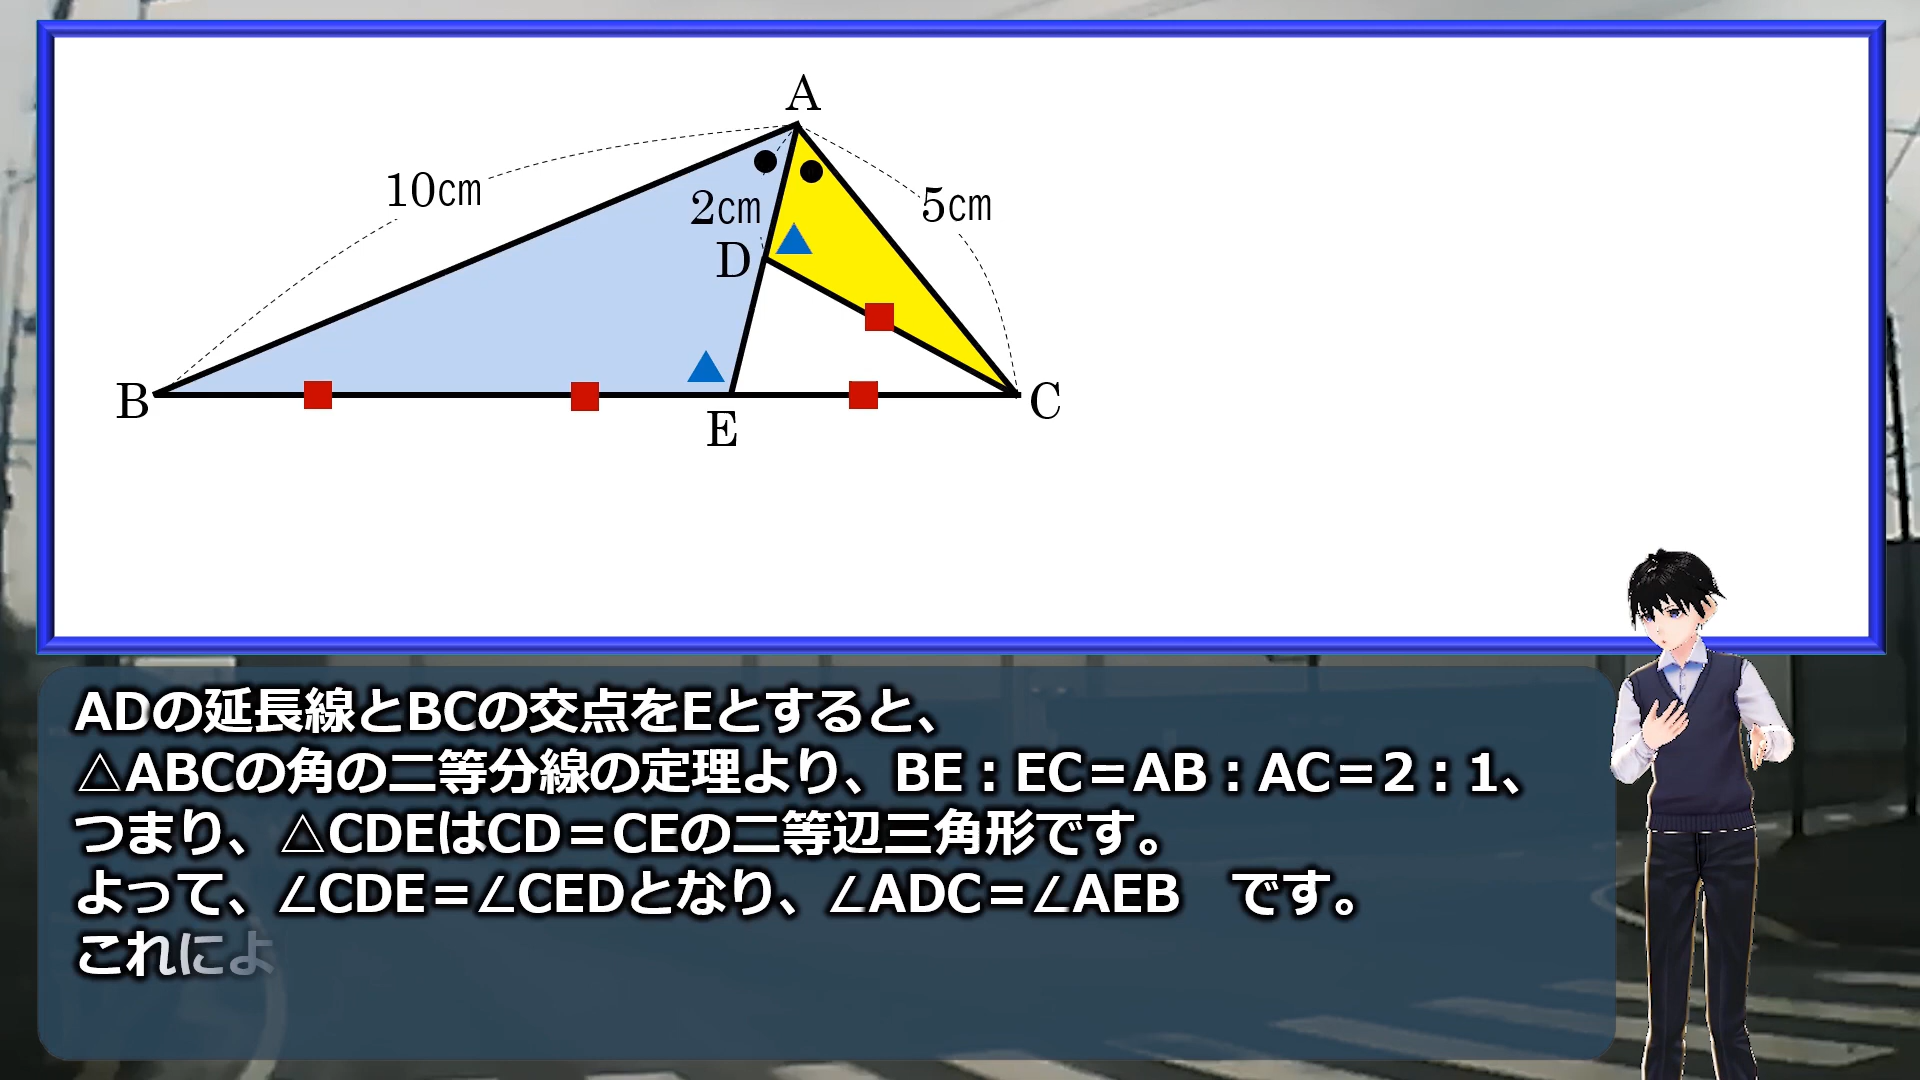 A
10㎝
2㎝
5㎝
D
B
E
C
ADの延長線とBCの交点をEとすると、
△ABCの角の二等分線の定理より、BE：EC＝AB：AC＝2：1、
つまり、△CDEはCD＝CEの二等辺三角形です。
よって、∠CDE＝∠CEDとなり、∠ADC＝∠AEB　です。
これによ